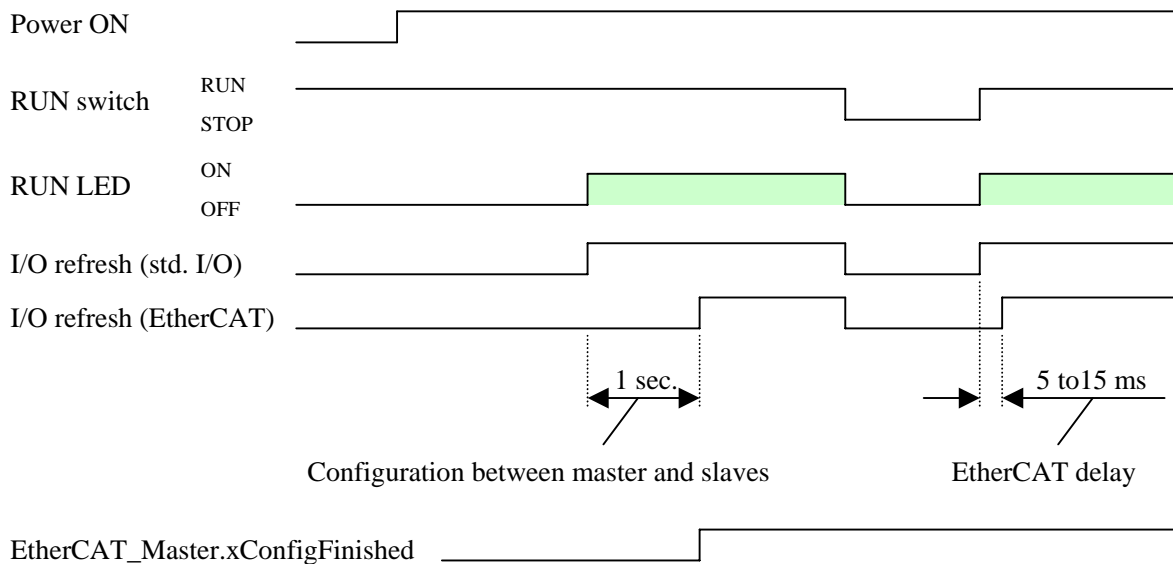 Power ON
RUN switch
RUN
STOP
RUN LED
ON
OFF
I/O refresh (std. I/O)
I/O refresh (EtherCAT)
1 sec.
5 to15 ms
Configuration between master and slaves
EtherCAT delay
EtherCAT_Master.xConfigFinished